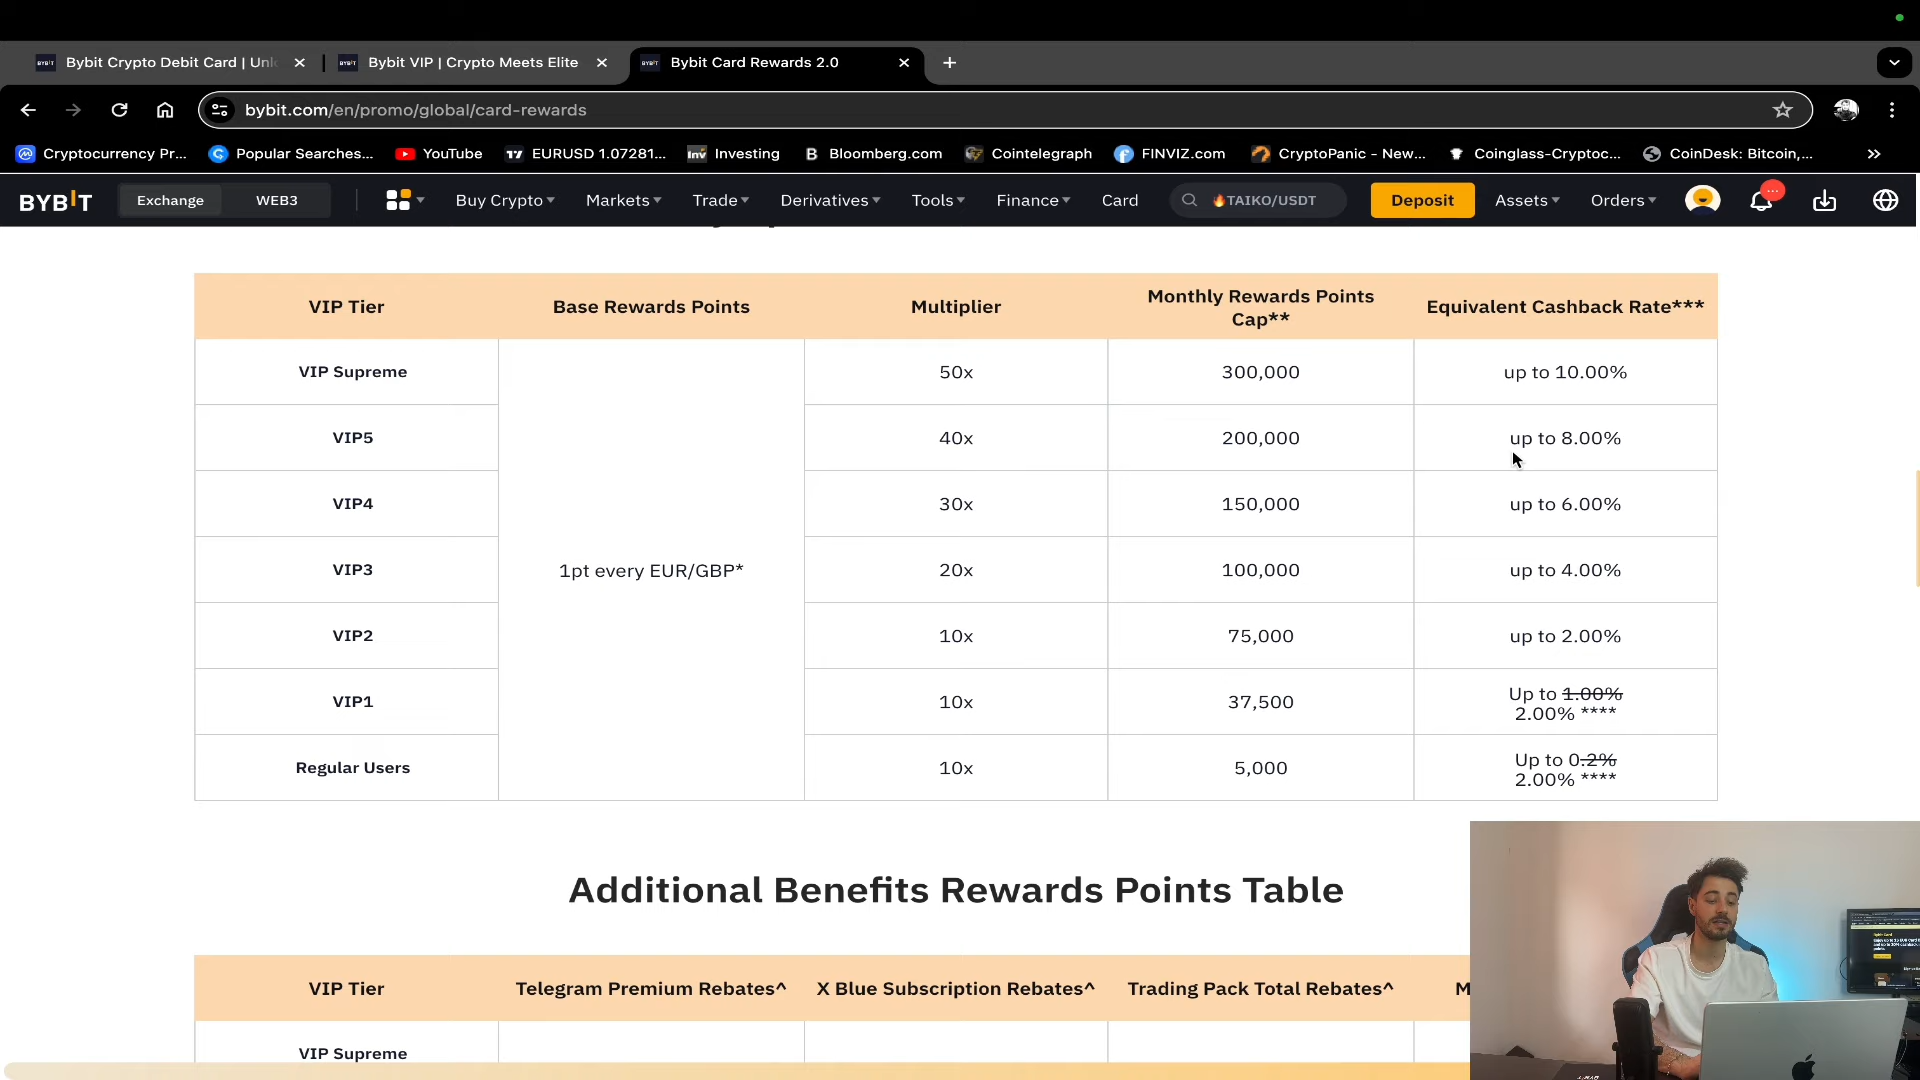 Bybit Crypto Debit Card | Unl
Bybit VIP | Crypto Meets Elite
Bybit Card Rewards 2.0
bybit.com/en/promo/global/card-rewards
Cryptocurrency Pr...
Popular Searches...
YouTube
EURUSD 1.07281...
Investing
Bloomberg.com
Cointelegraph
FINVIZ.com
CryptoPanic - New...
Coinglass-Cryptoc...
CoinDesk: Bitcoin,...
BYBIT
Exchange
WEB3
Buy Crypto
Markets
Trade
Derivatives
Tools
Finance
Card
TAIKO/USDT
Deposit
Assets
Orders
VIP Tier
Base Rewards Points
Multiplier
Monthly Rewards Points
Cap**
Equivalent Cashback Rate***
VIP Supreme
50x
300,000
up to 10.00%
VIP5
40x
200,000
up to 8.00%
VIP4
30x
150,000
up to 6.00%
VIP3
1pt every EUR/GBP*
20x
100,000
up to 4.00%
VIP2
10x
75,000
up to 2.00%
VIP1
10x
37,500
Up to 1.00%
2.00% ****
Regular Users
10x
5,000
Up to 0.2%
2.00% ****
Additional Benefits Rewards Points Table
VIP Tier
Telegram Premium Rebates^
X Blue Subscription Rebates^
Trading Pack Total Rebates^
M
VIP Supreme